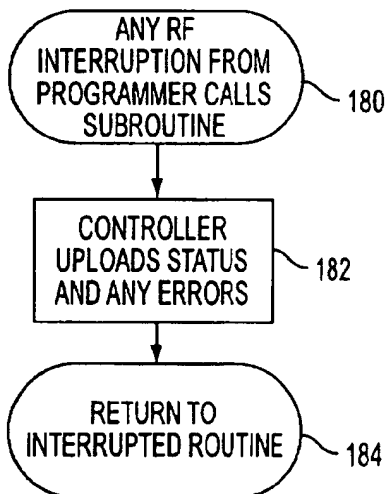 ANY RF
INTERRUPTION FROM
PROGRAMMER CALLS
SUBROUTINE
180
CONTROLLER
UPLOADS STATUS
AND ANY ERRORS
182
RETURN TO
INTERRUPTED ROUTINE
184